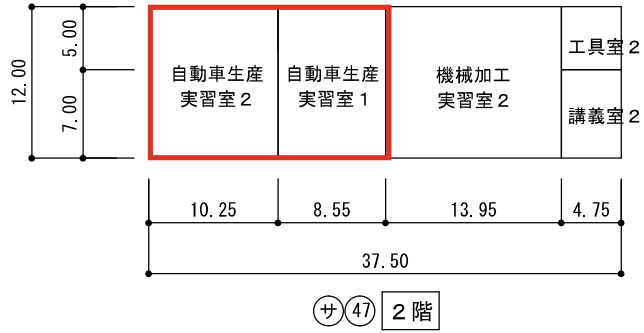 12.00
5.00
7.00
自動車生産
実習室2
自動車生産
実習室1
機械加工
実習室2
工具室2
講義室2
10.25
8.55
13.95
4.75
37.50
サ 47 2階